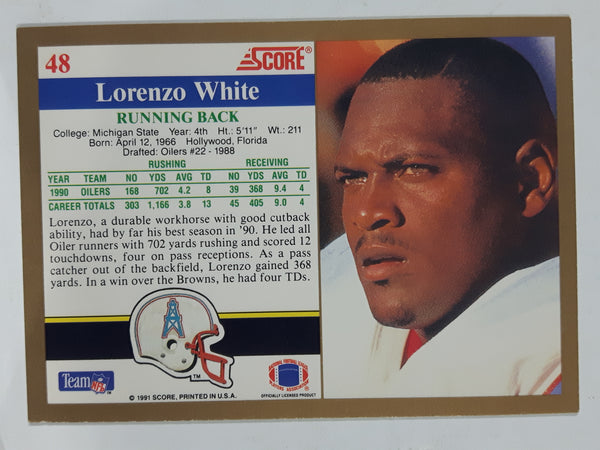 48
SCORE®
Lorenzo White
RUNNING BACK
College: Michigan State Year: 4th Ht.: 5'11" Wt.: 211
Born: April 12, 1966 Hollywood, Florida
Drafted: Oilers #22 - 1988
RUSHING RECEIVING
YEAR TEAM NO YDS AVG TD NO YDS AVG TD
1990 OILERS 168 702 4.2 8 39 368 9.4 4
CAREER TOTALS 303 1,166 3.8 13 45 405 9.0 4
Lorenzo, a durable workhorse with good cutback
ability, had by far his best season in '90. He led all
Oiler runners with 702 yards rushing and scored 12
touchdowns, four on pass receptions. As a pass
catcher out of the backfield, Lorenzo gained 368
yards. In a win over the Browns, he had four TDs.
TM
Team NFL
TM
© 1991 SCORE, PRINTED IN U.S.A.
OFFICIALLY LICENSED PRODUCT